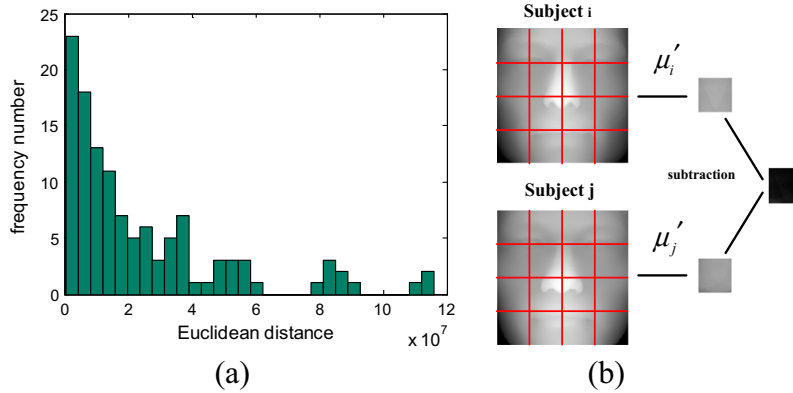 25
20
15
10
5
0
frequency number
0 2 4 6 8 10 12
Euclidean distance
x 10^7
(a)
Subject i
μ_i′
subtraction
Subject j
μ_j′
(b)